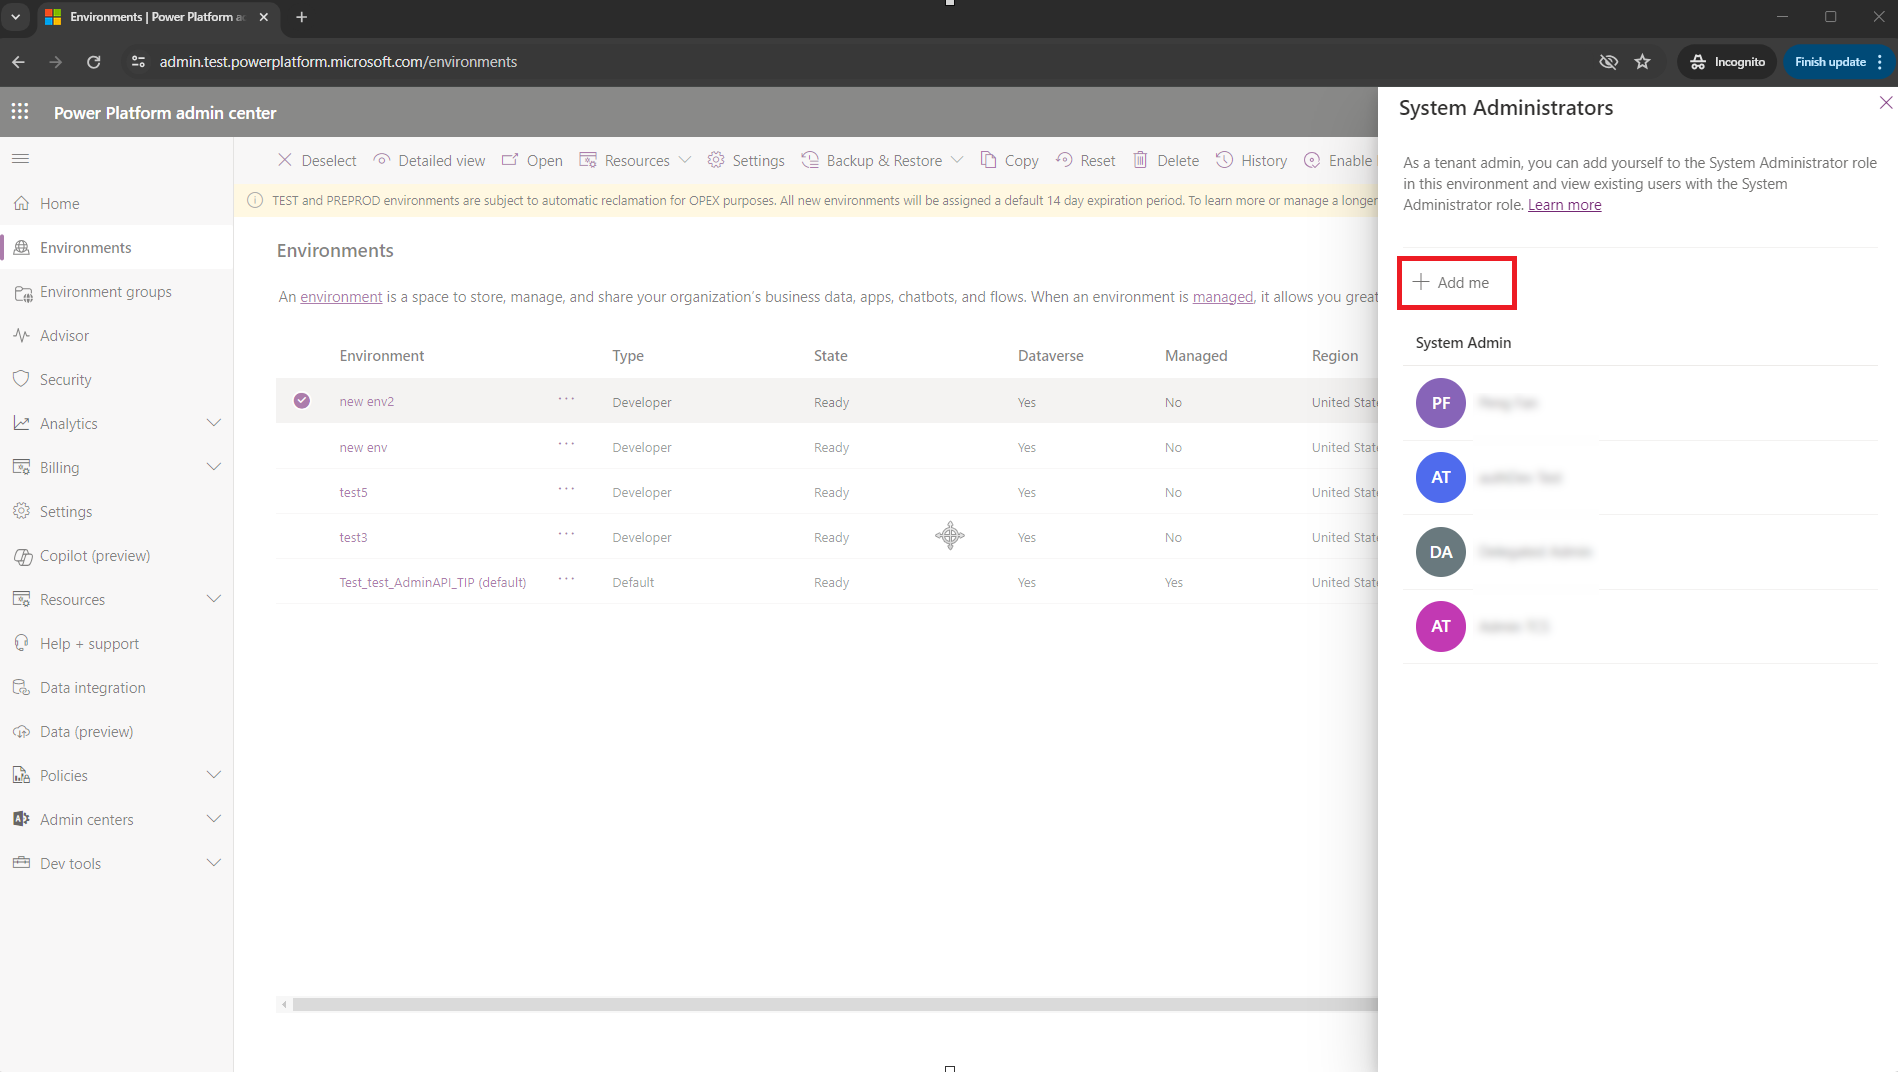 Environments | Power Platform a
admin.test.powerplatform.microsoft.com/environments
Incognito
Finish update
Power Platform admin center
Deselect
Detailed view
Open
Resources
Settings
Backup & Restore
Copy
Reset
Delete
History
Enable
TEST and PREPROD environments are subject to automatic reclamation for OPEX purposes. All new environments will be assigned a default 14 day expiration period. To learn more or manage a longer
Home
Environments
Environment groups
Advisor
Security
Analytics
Billing
Settings
Copilot (preview)
Resources
Help + support
Data integration
Data (preview)
Policies
Admin centers
Dev tools
Environments
An environment is a space to store, manage, and share your organization's business data, apps, chatbots, and flows. When an environment is managed, it allows you great
Environment Type State Dataverse Managed Region
new env2 ... Developer Ready Yes No United State
new env ... Developer Ready Yes No United State
test5 ... Developer Ready Yes No United State
test3 ... Developer Ready Yes No United State
Test_test_AdminAPI_TIP (default) ... Default Ready Yes Yes United State
System Administrators
As a tenant admin, you can add yourself to the System Administrator role
in this environment and view existing users with the System
Administrator role. Learn more
Add me
System Admin
PF
AT
DA
AT